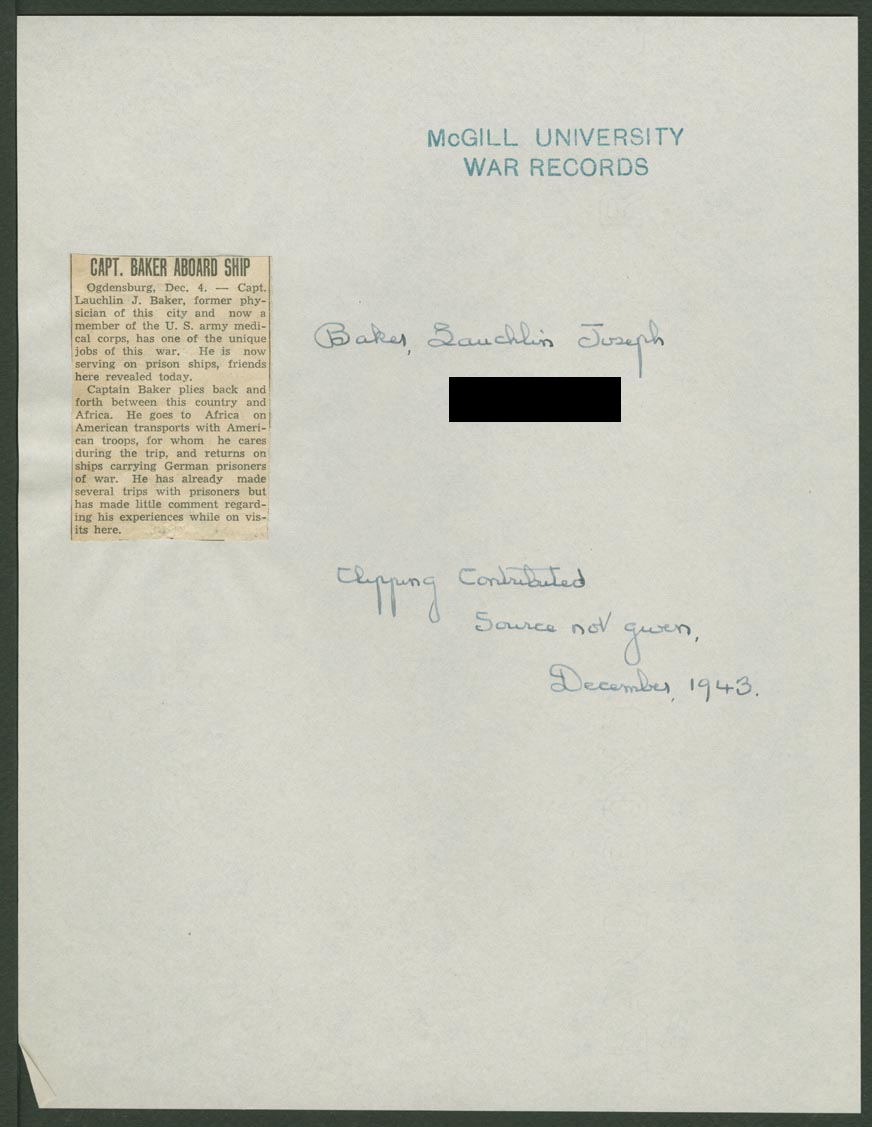 McGILL UNIVERSITY
WAR RECORDS
CAPT. BAKER ABOARD SHIP
Ogdensburg, Dec. 4. — Capt.
Lauchlin J. Baker, former phy-
sician of this city and now a
member of the U. S. army medi-
cal corps, has one of the unique
jobs of this war. He is now
serving on prison ships, friends
here revealed today.
Captain Baker plies back and
forth between this country and
Africa. He goes to Africa on
American transports with Ameri-
can troops, for whom he cares
during the trip, and returns on
ships carrying German prisoners
of war. He has already made
several trips with prisoners but
has made little comment regard-
ing his experiences while on vis-
its here.
Baker, Lauchlin Joseph
Clipping Contributed
Source not given,
December, 1943.